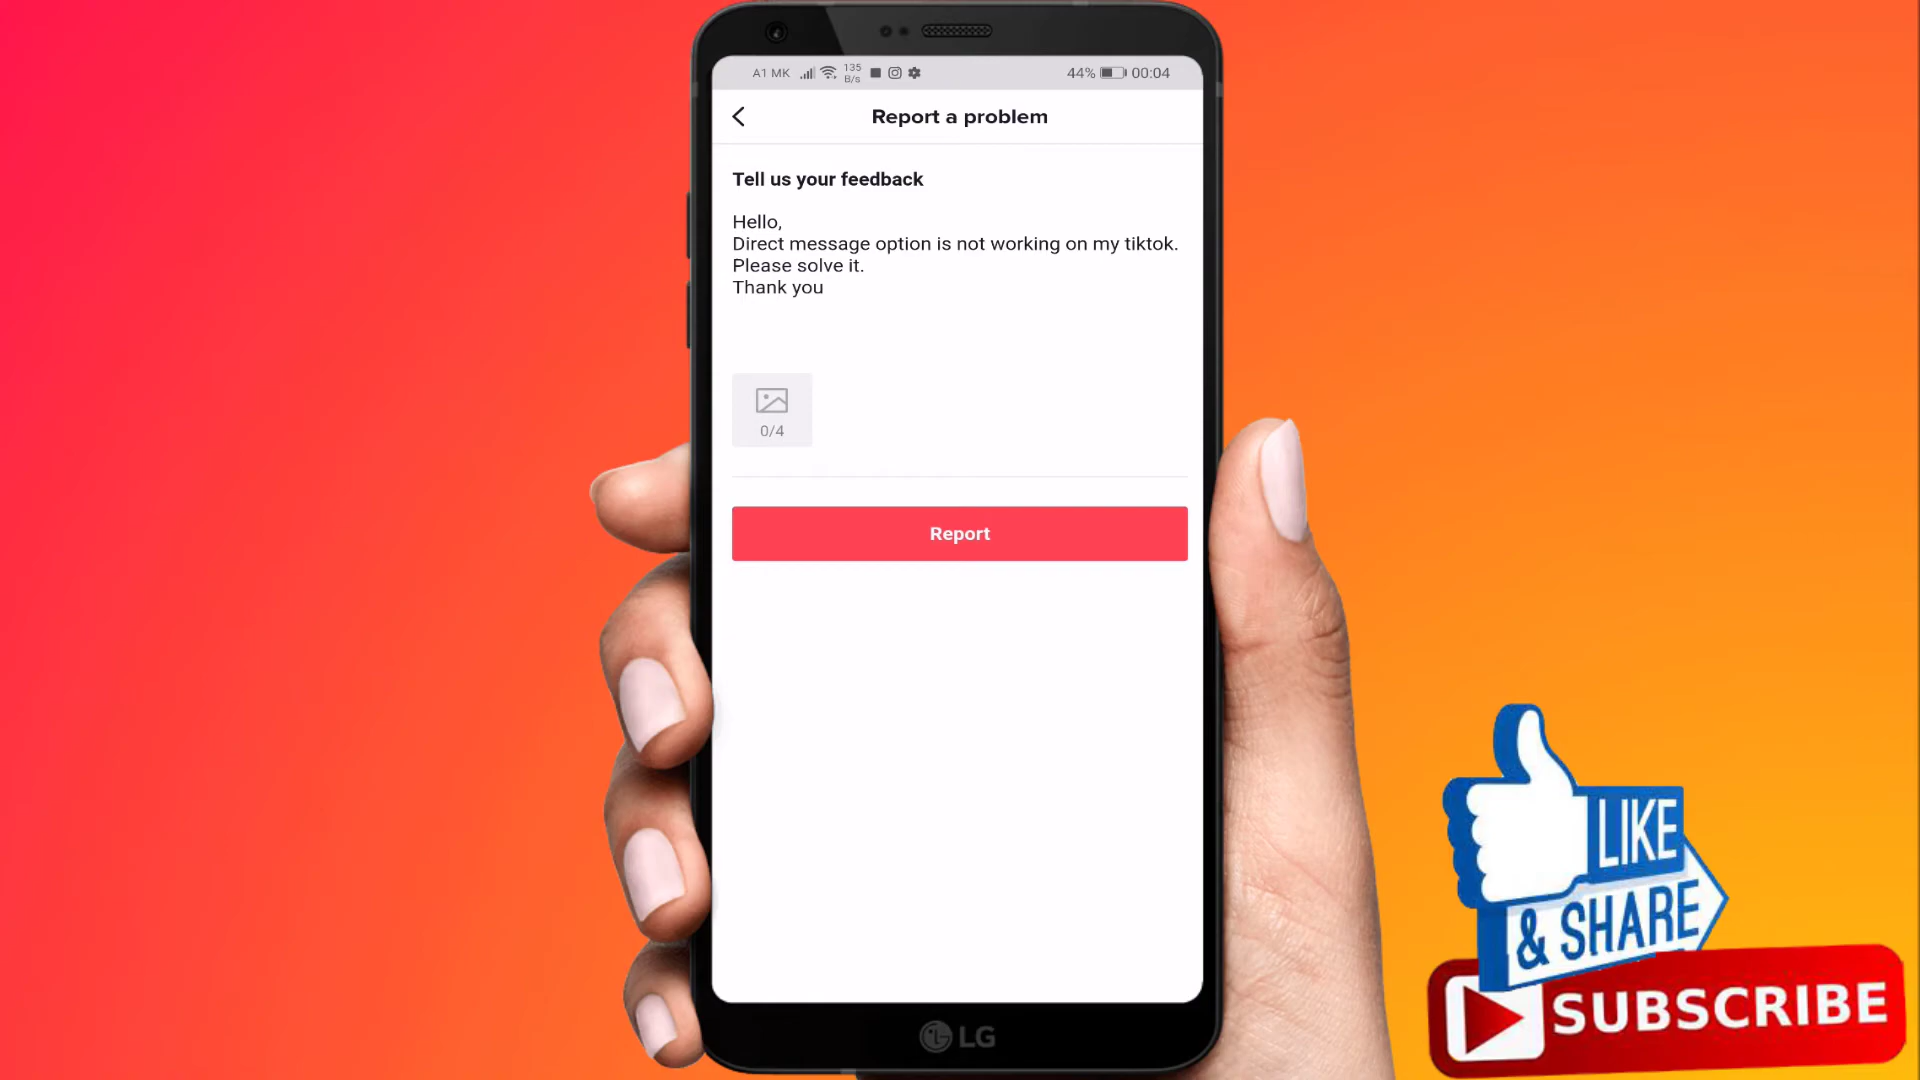 A1 MK 135 B/s 44% 00:04
Report a problem
Tell us your feedback
Hello,
Direct message option is not working on my tiktok.
Please solve it.
Thank you
0/4
Report
LG
LIKE
& SHARE
SUBSCRIBE